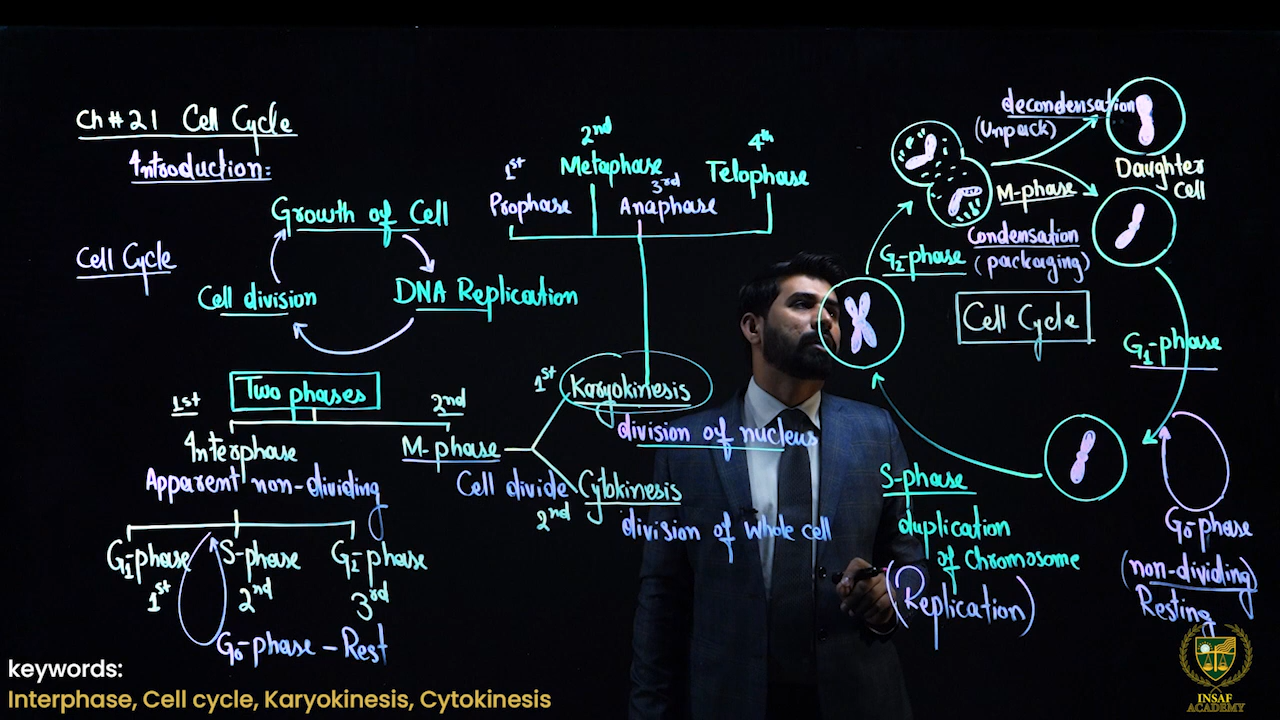 Ch # 21 Cell Cycle
Introduction:
Cell Cycle
Growth of Cell
DNA Replication
Cell division
Two phases
1st
Interphase
Apparent non-dividing
G1-phase
1st
S-phase
2nd
G2-phase
3rd
G0-phase - Rest
2nd
M-phase
Cell divide
1st
Karyokinesis
division of nucleus
2nd
Cytokinesis
division of whole cell
1st
Prophase
2nd
Metaphase
3rd
Anaphase
4th
Telophase
decondensation
(Unpack)
M-phase
Daughter
Cell
Condensation
(packaging)
G2-phase
Cell Cycle
G1-phase
S-phase
duplication
of Chromosome
(Replication)
G0-phase
(non-dividing)
Resting
keywords:
Interphase, Cell cycle, Karyokinesis, Cytokinesis
INSAF
ACADEMY